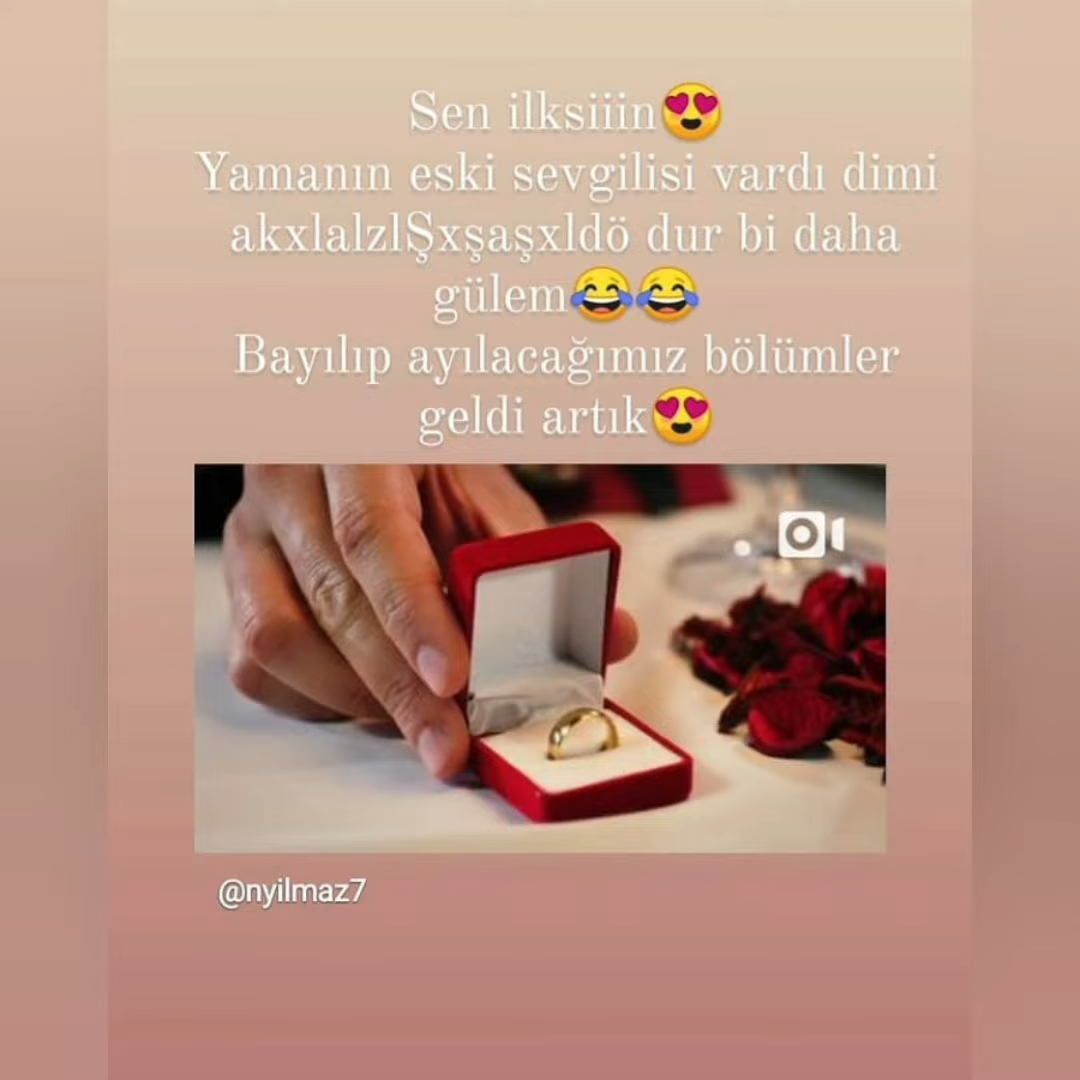 Sen ilksiiin😍
Yamanın eski sevgilisi vardı dimi
akxlalzlŞxşaşxldö dur bi daha
gülem😂😂
Bayılıp ayılacağımız bölümler
geldi artık😍
@nyilmaz7